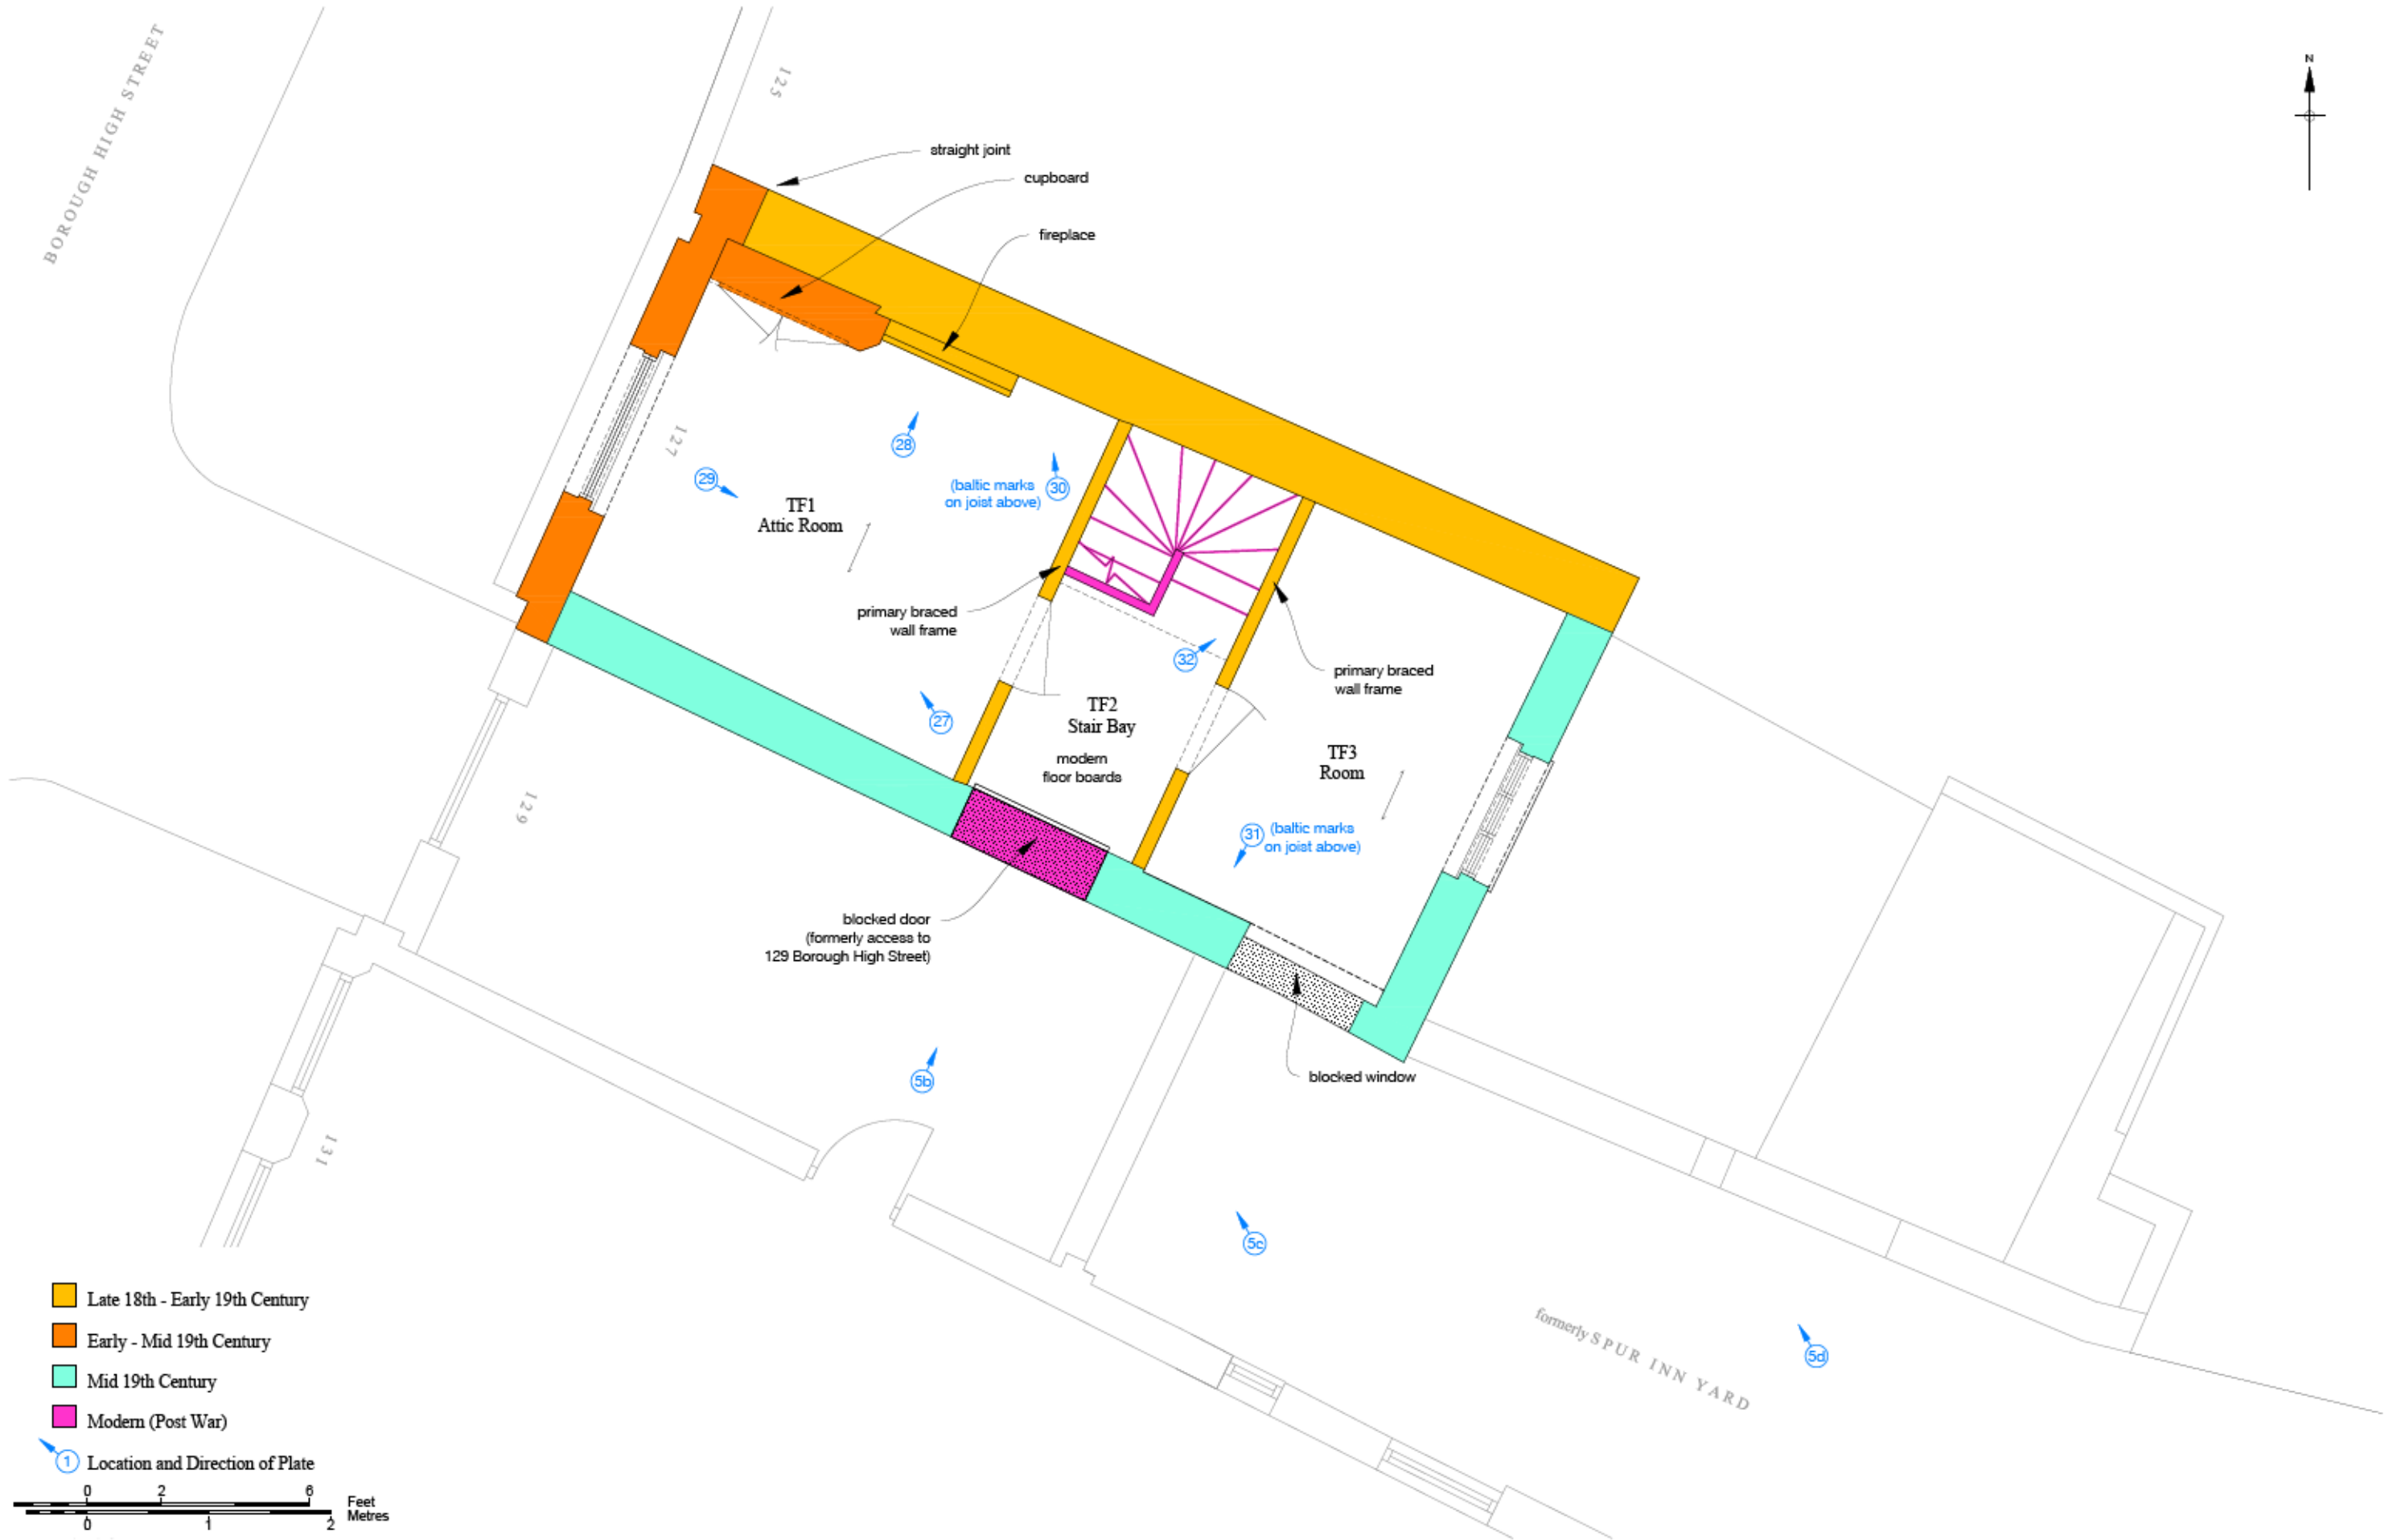 BOROUGH HIGH STREET
125
N
straight joint
cupboard
fireplace
127
28
29
(baltic marks
on joist above)
30
TF1
Attic Room
primary braced
wall frame
32
primary braced
wall frame
27
TF2
Stair Bay
modern
floor boards
TF3
Room
129
31
(baltic marks
on joist above)
blocked door
(formerly access to
129 Borough High Street)
blocked window
5b
131
5c
formerly SPUR INN YARD
5d
Late 18th - Early 19th Century
Early - Mid 19th Century
Mid 19th Century
Modern (Post War)
1
Location and Direction of Plate
0 2 6
Feet
Metres
0 1 2